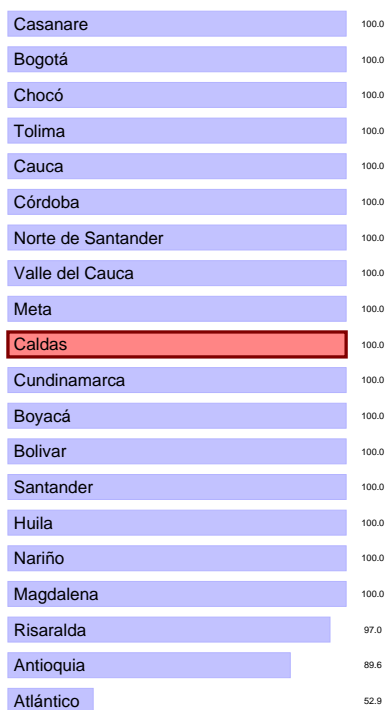 Casanare 100.0
Bogotá 100.0
Chocó 100.0
Tolima 100.0
Cauca 100.0
Córdoba 100.0
Norte de Santander 100.0
Valle del Cauca 100.0
Meta 100.0
Caldas 100.0
Cundinamarca 100.0
Boyacá 100.0
Bolivar 100.0
Santander 100.0
Huila 100.0
Nariño 100.0
Magdalena 100.0
Risaralda 97.0
Antioquia 89.6
Atlántico 52.9